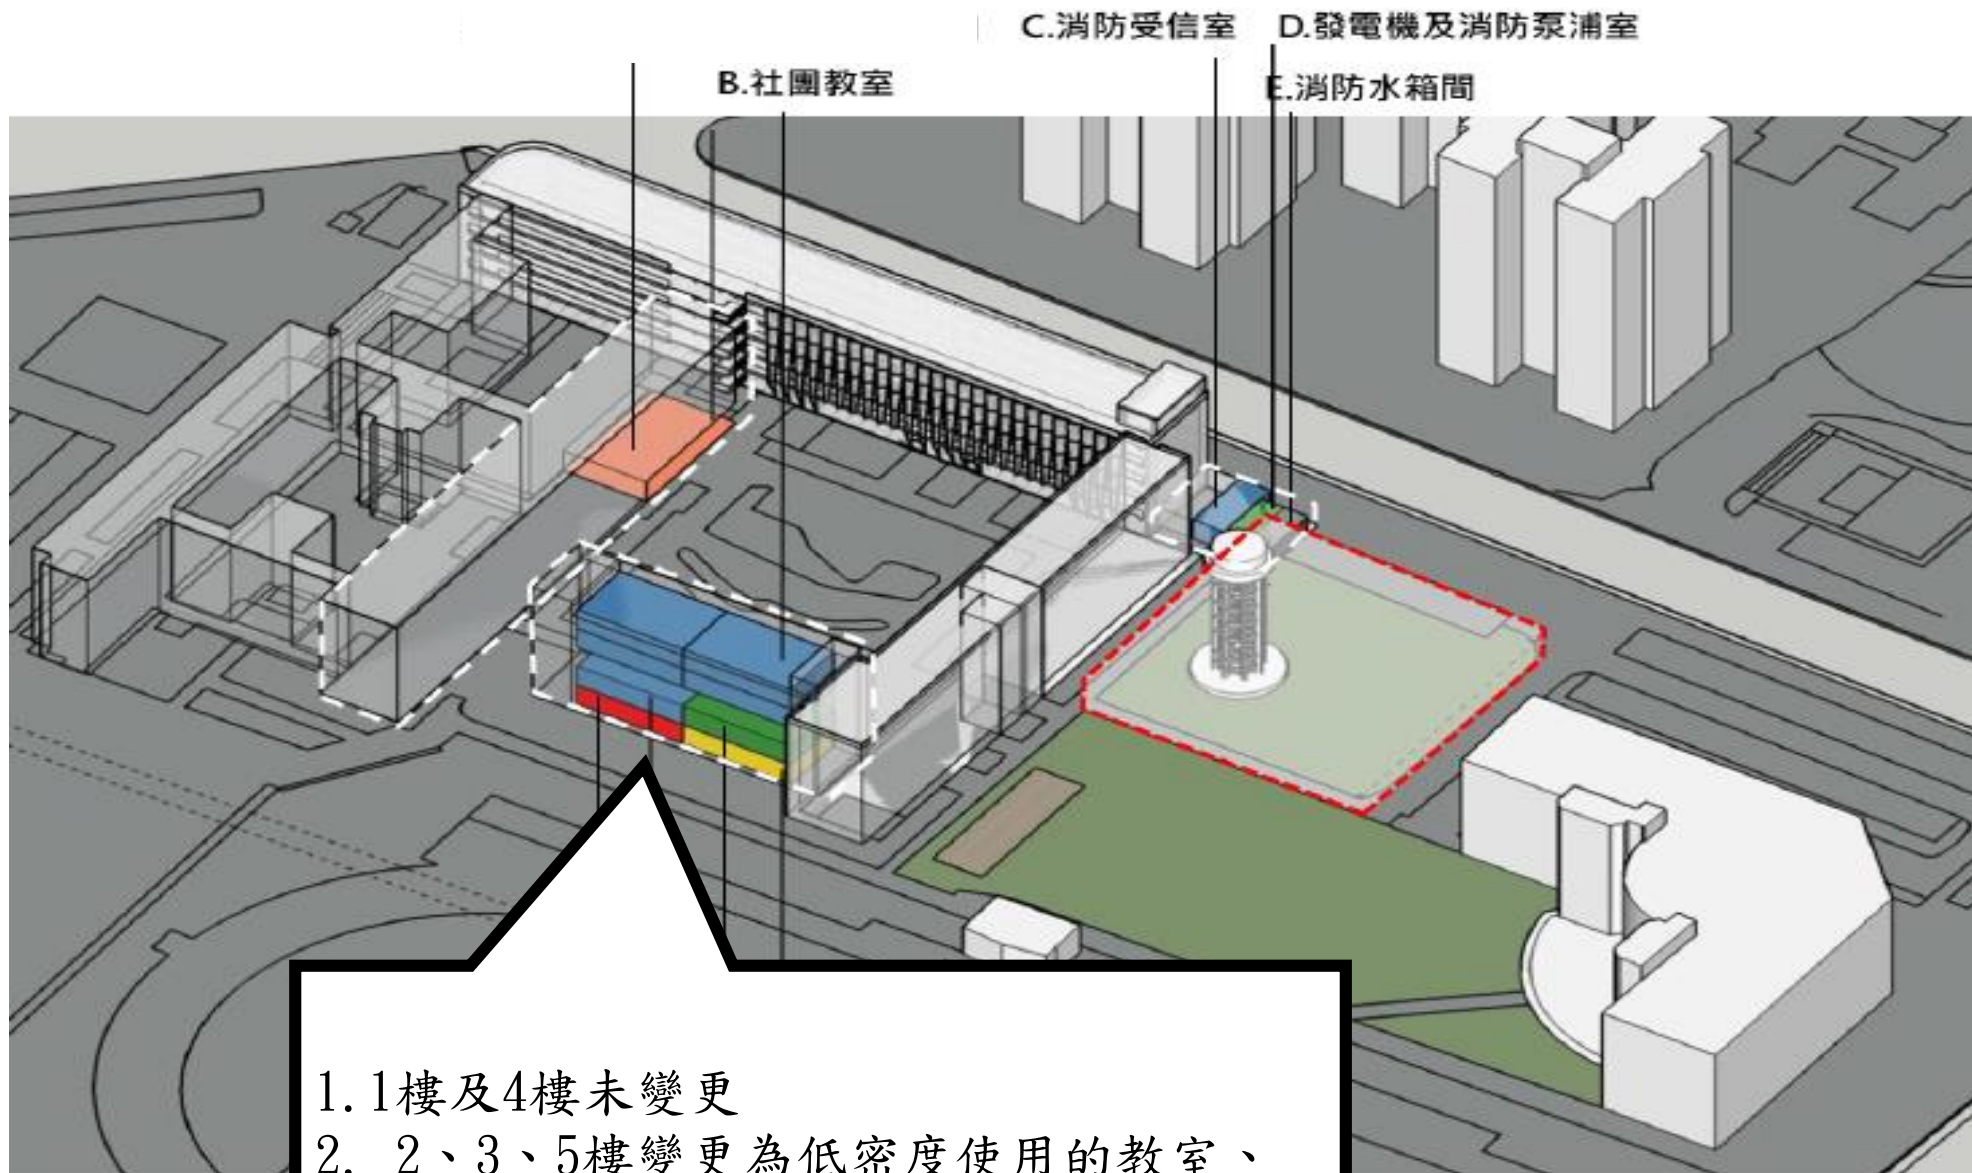 C.消防受信室
D.發電機及消防泵浦室
B.社團教室
E.消防水箱間
1.1樓及4樓未變更
2. 2、3、5樓變更為低密度使用的教室、